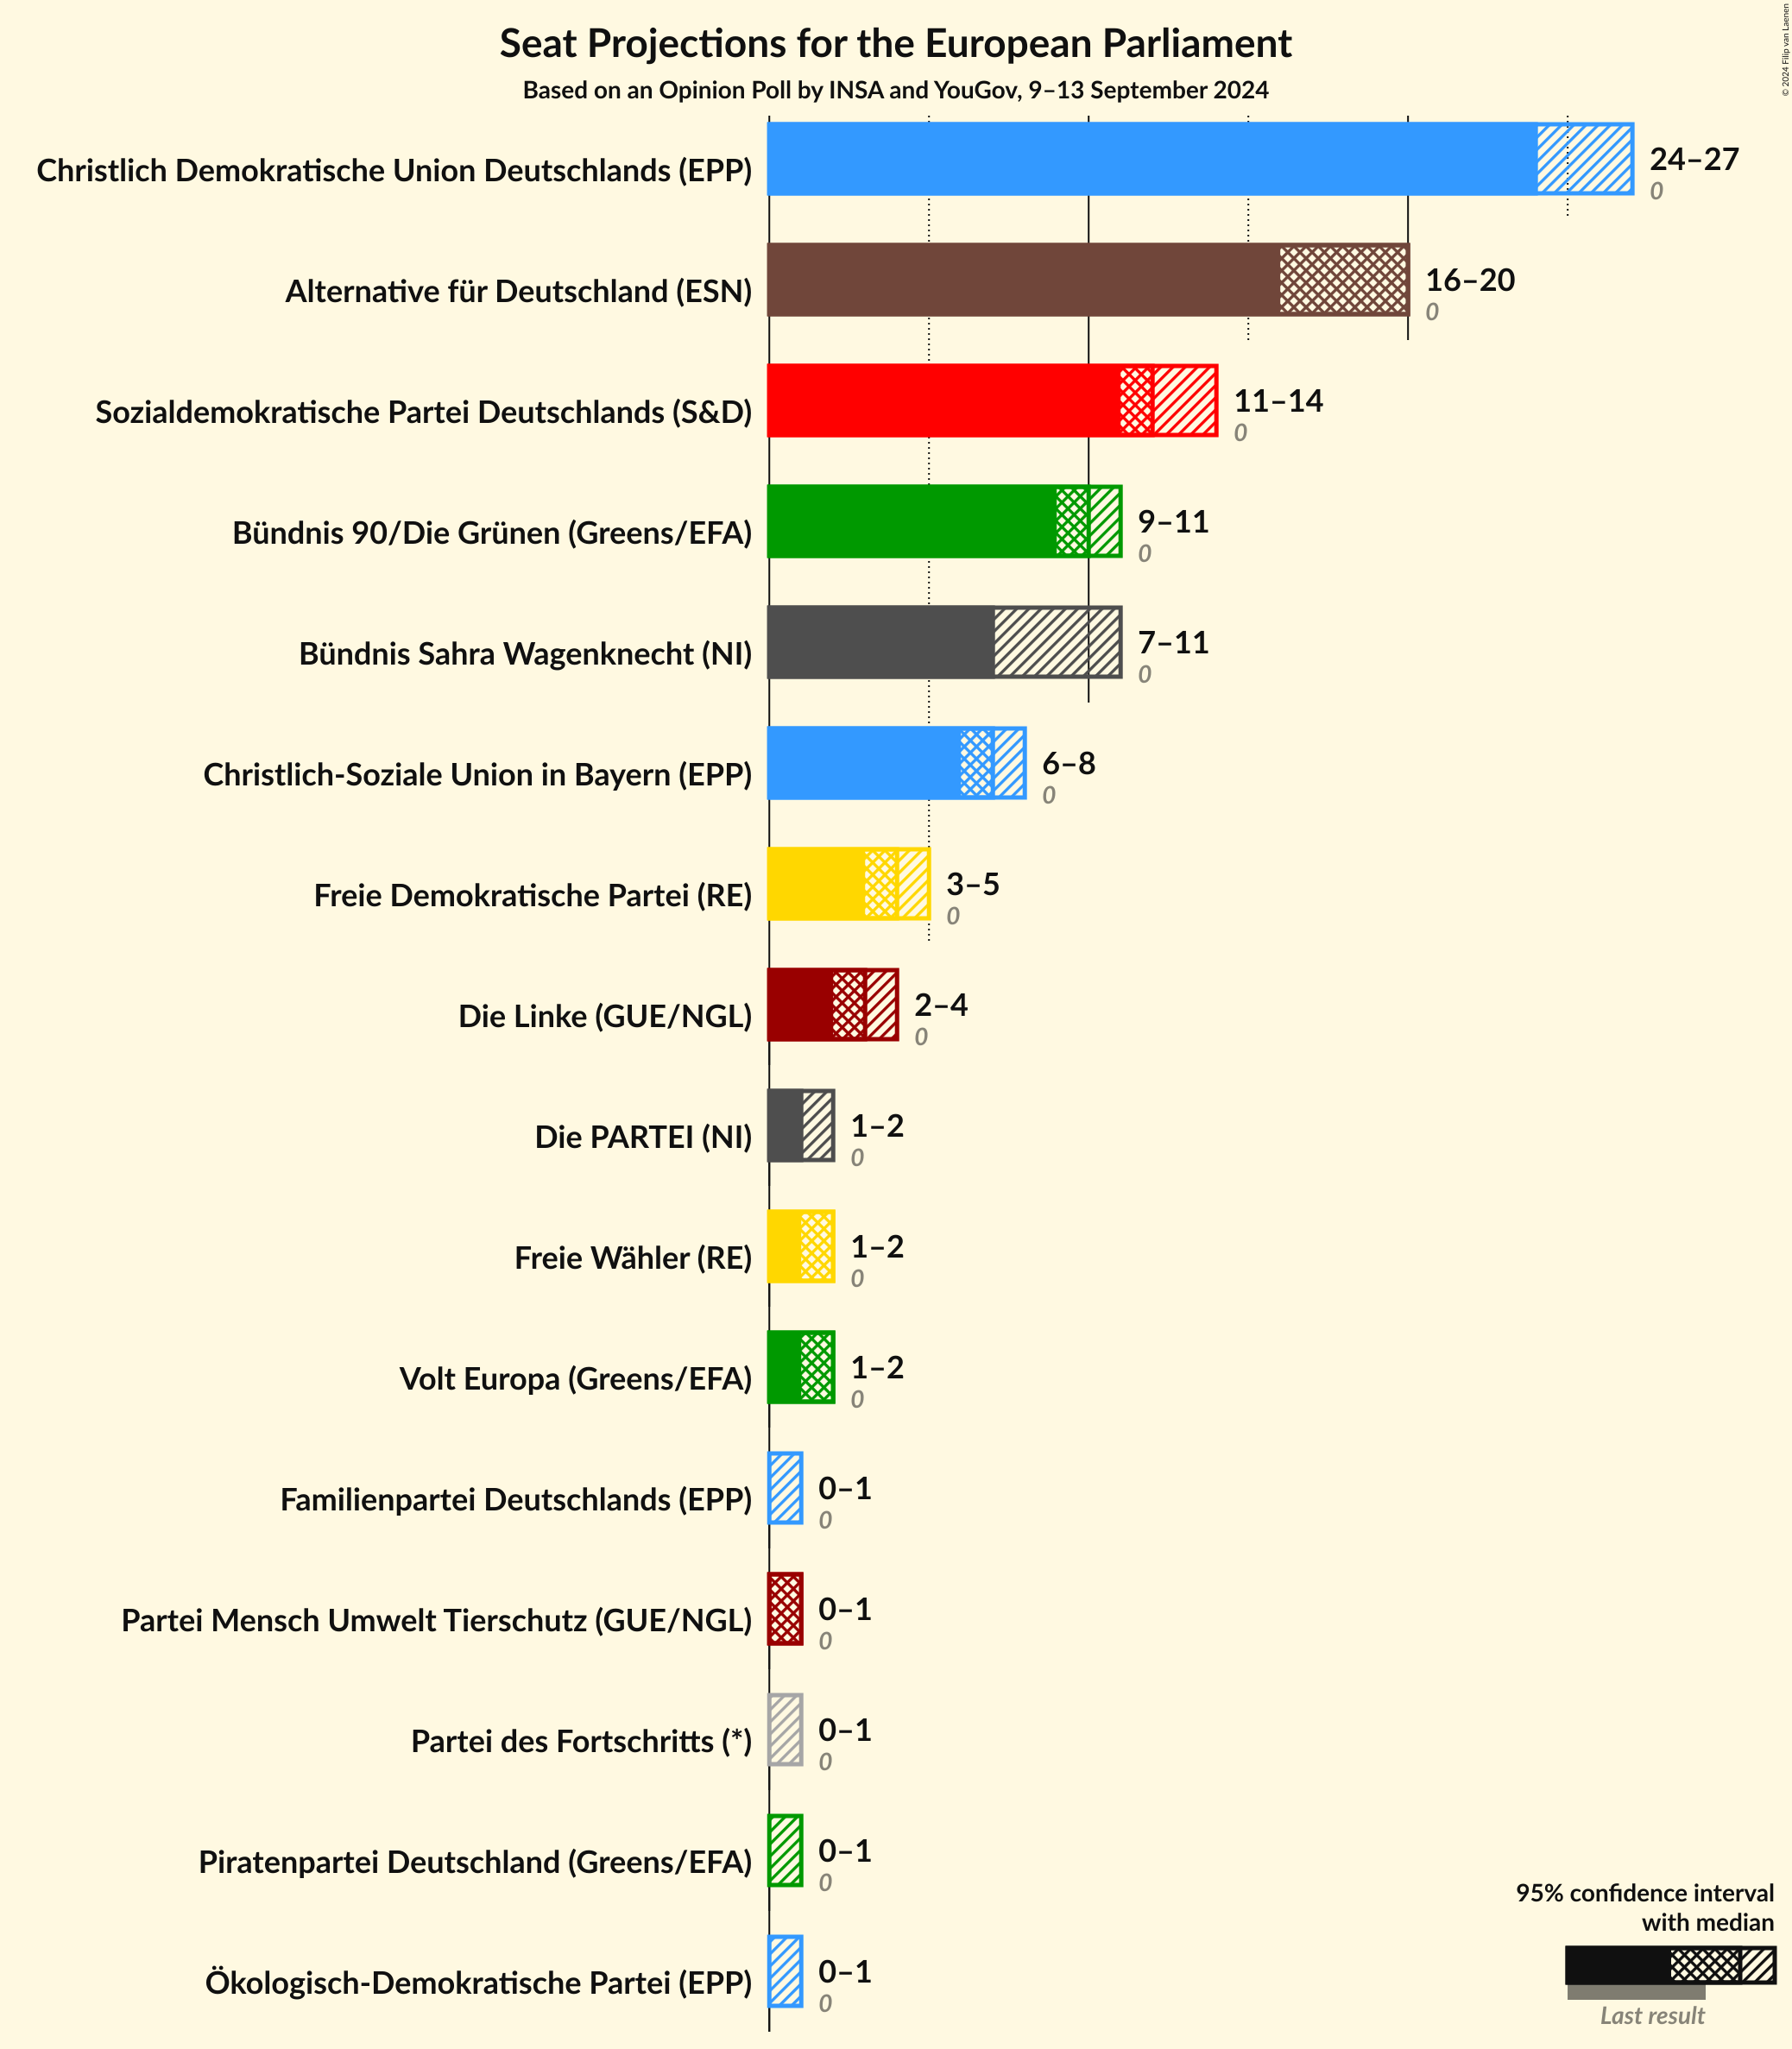 Seat Projections for the European Parliament
Based on an Opinion Poll by INSA and YouGov, 9–13 September 2024
© 2024 Filip van Laenen
Christlich Demokratische Union Deutschlands (EPP)
24–27
0
Alternative für Deutschland (ESN)
16–20
0
Sozialdemokratische Partei Deutschlands (S&D)
11–14
0
Bündnis 90/Die Grünen (Greens/EFA)
9–11
0
Bündnis Sahra Wagenknecht (NI)
7–11
0
Christlich-Soziale Union in Bayern (EPP)
6–8
0
Freie Demokratische Partei (RE)
3–5
0
Die Linke (GUE/NGL)
2–4
0
Die PARTEI (NI)
1–2
0
Freie Wähler (RE)
1–2
0
Volt Europa (Greens/EFA)
1–2
0
Familienpartei Deutschlands (EPP)
0–1
0
Partei Mensch Umwelt Tierschutz (GUE/NGL)
0–1
0
Partei des Fortschritts (*)
0–1
0
Piratenpartei Deutschland (Greens/EFA)
0–1
0
Ökologisch-Demokratische Partei (EPP)
0–1
0
95% confidence interval
with median
Last result